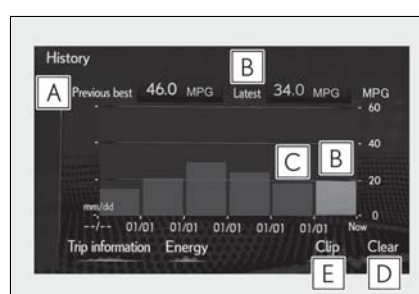 History
B
A Previous best 46.0 MPG Latest 34.0 MPG MPG
60
40
C B
20
mm/dd
0
--/-- 01/01 01/01 01/01 01/01 01/01 Now
Trip information Energy Clip Clear
E D